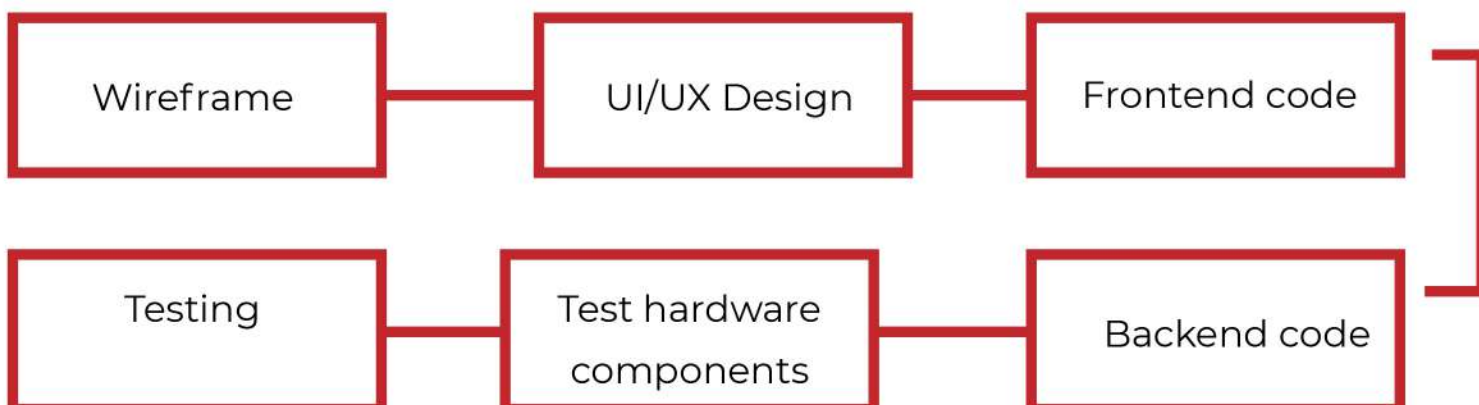 Wireframe
UI/UX Design
Frontend code
Testing
Test hardware
components
Backend code